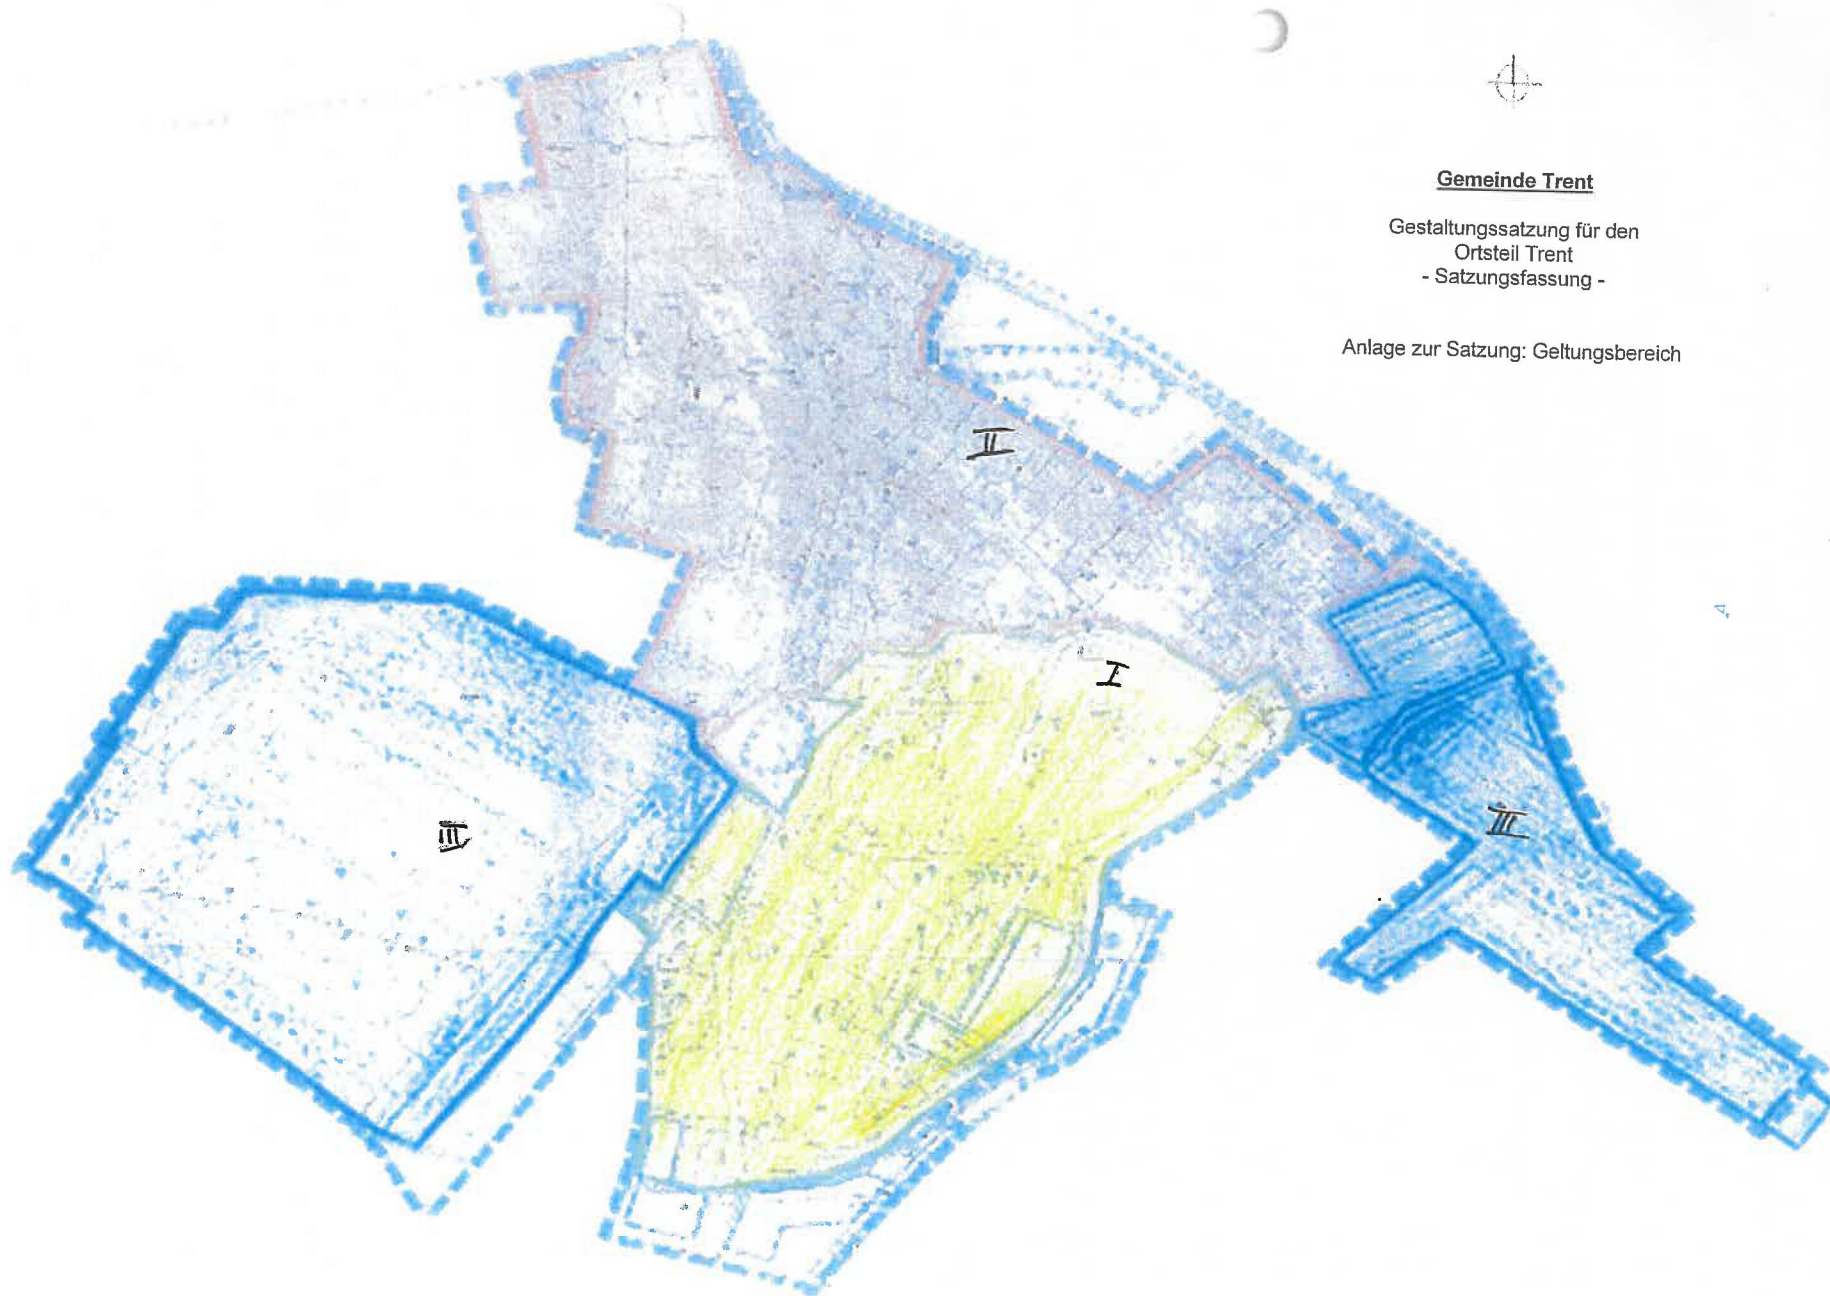 Gemeinde Trent
Gestaltungssatzung für den
Ortsteil Trent
- Satzungsfassung -
Anlage zur Satzung: Geltungsbereich
II
I
III
III